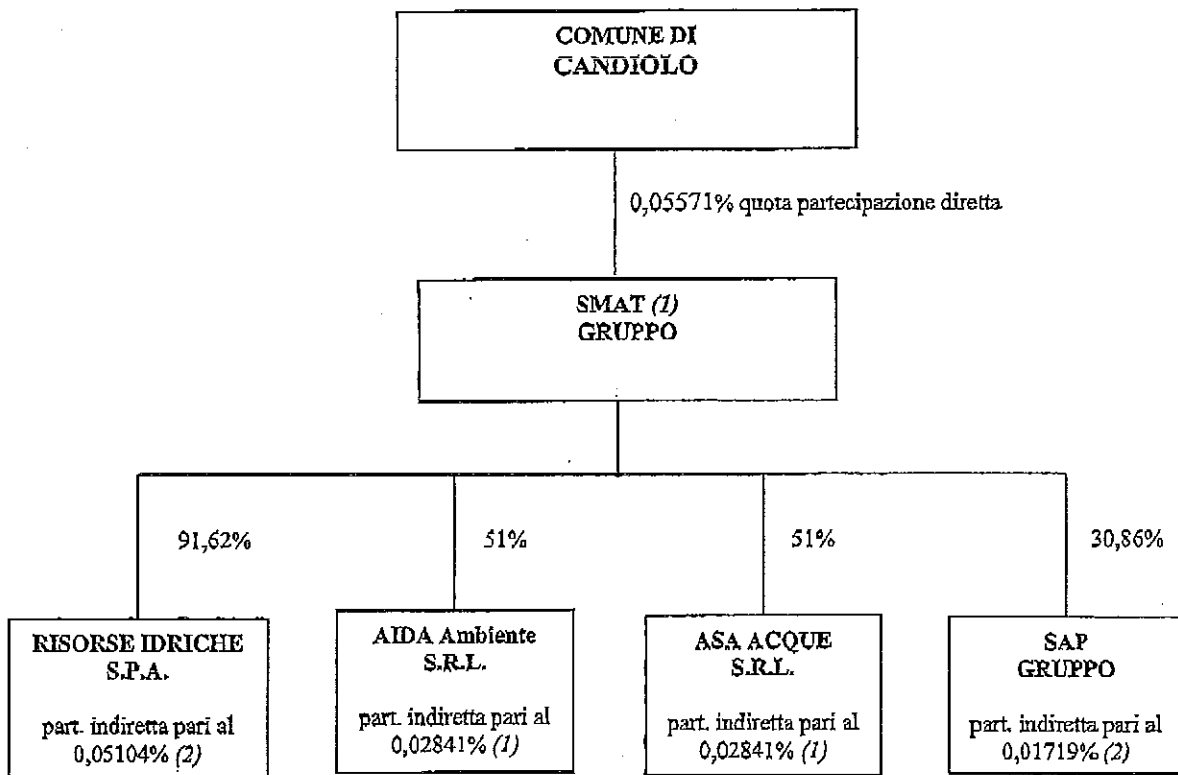 COMUNE DI
CANDIOLO
0,05571% quota partecipazione diretta
SMAT (1)
GRUPPO
91,62%
51%
51%
30,86%
RISORSE IDRICHE
S.P.A.
part. indiretta pari al
0,05104% (2)
AIDA Ambiente
S.R.L.
part. indiretta pari al
0,02841% (1)
ASA ACQUE
S.R.L.
part. indiretta pari al
0,02841% (1)
SAP
GRUPPO
part. indiretta pari al
0,01719% (2)